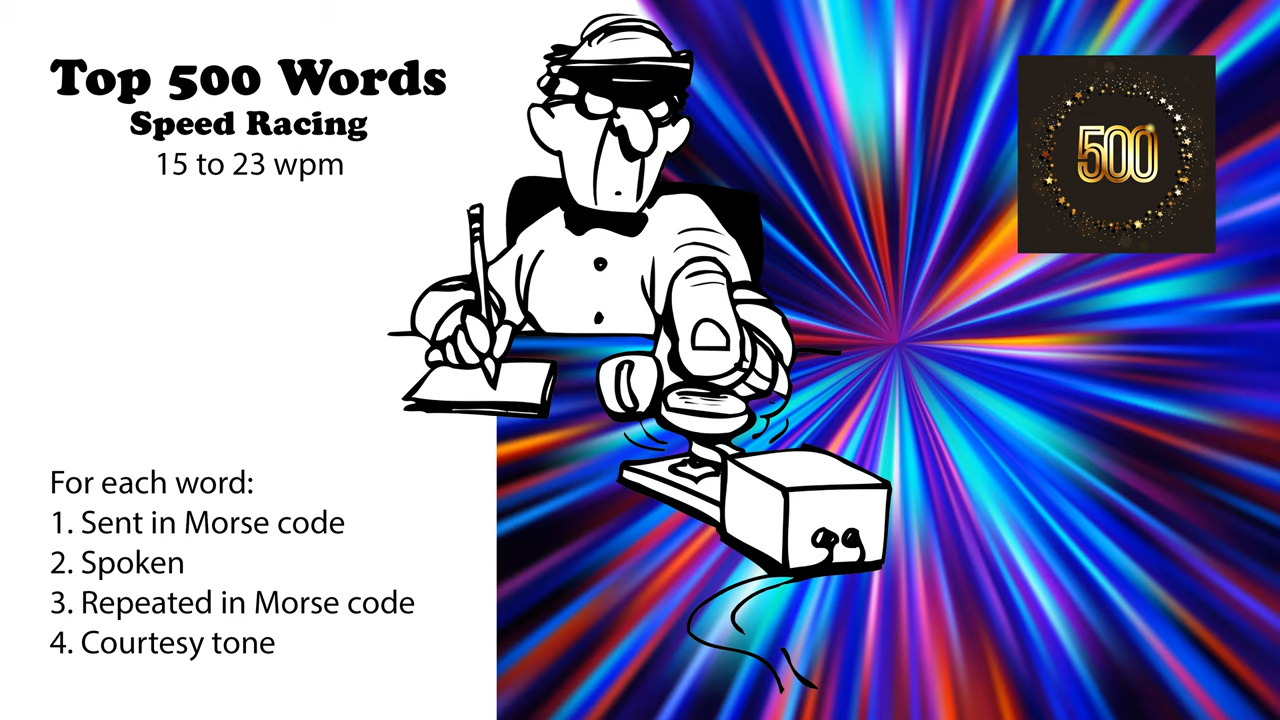 Top 500 Words
Speed Racing
15 to 23 wpm
500
For each word:
1. Sent in Morse code
2. Spoken
3. Repeated in Morse code
4. Courtesy tone